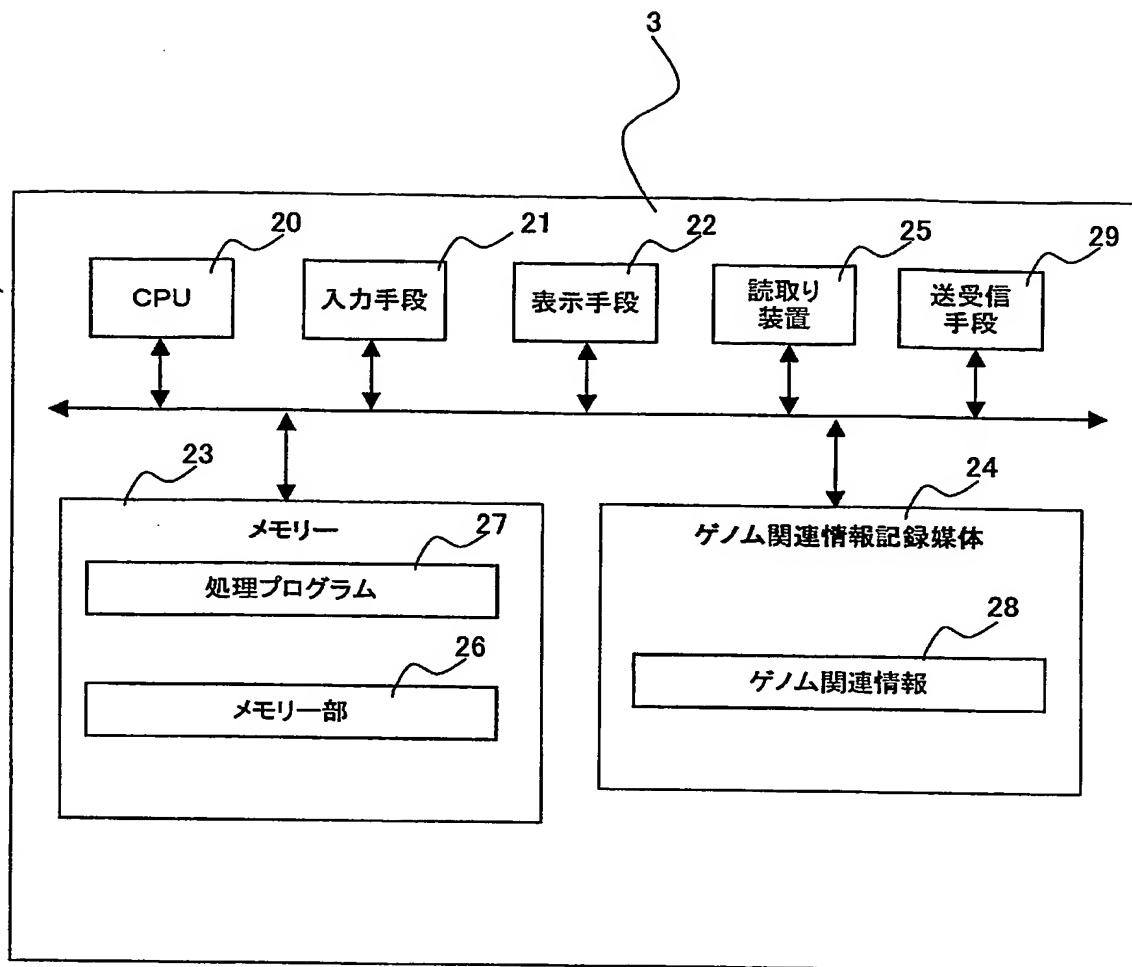 3
20
21
22
25
29
CPU
入力手段
表示手段
読取り
装置
送受信
手段
23
24
メモリー
27
処理プログラム
26
メモリー部
ゲノム関連情報記録媒体
28
ゲノム関連情報